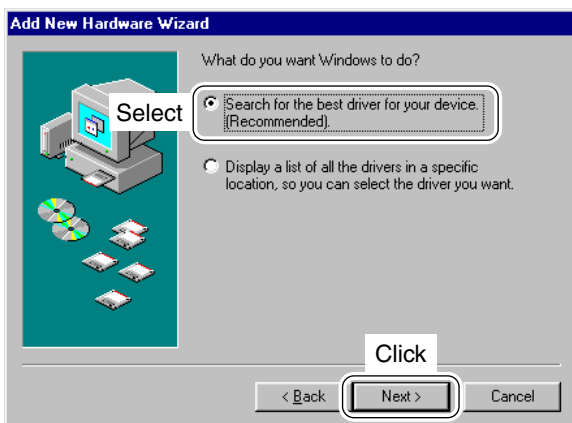 Add New Hardware Wizard
What do you want Windows to do?
Select
Search for the best driver for your device.
(Recommended).
Display a list of all the drivers in a specific
location, so you can select the driver you want.
Click
< Back Next > Cancel